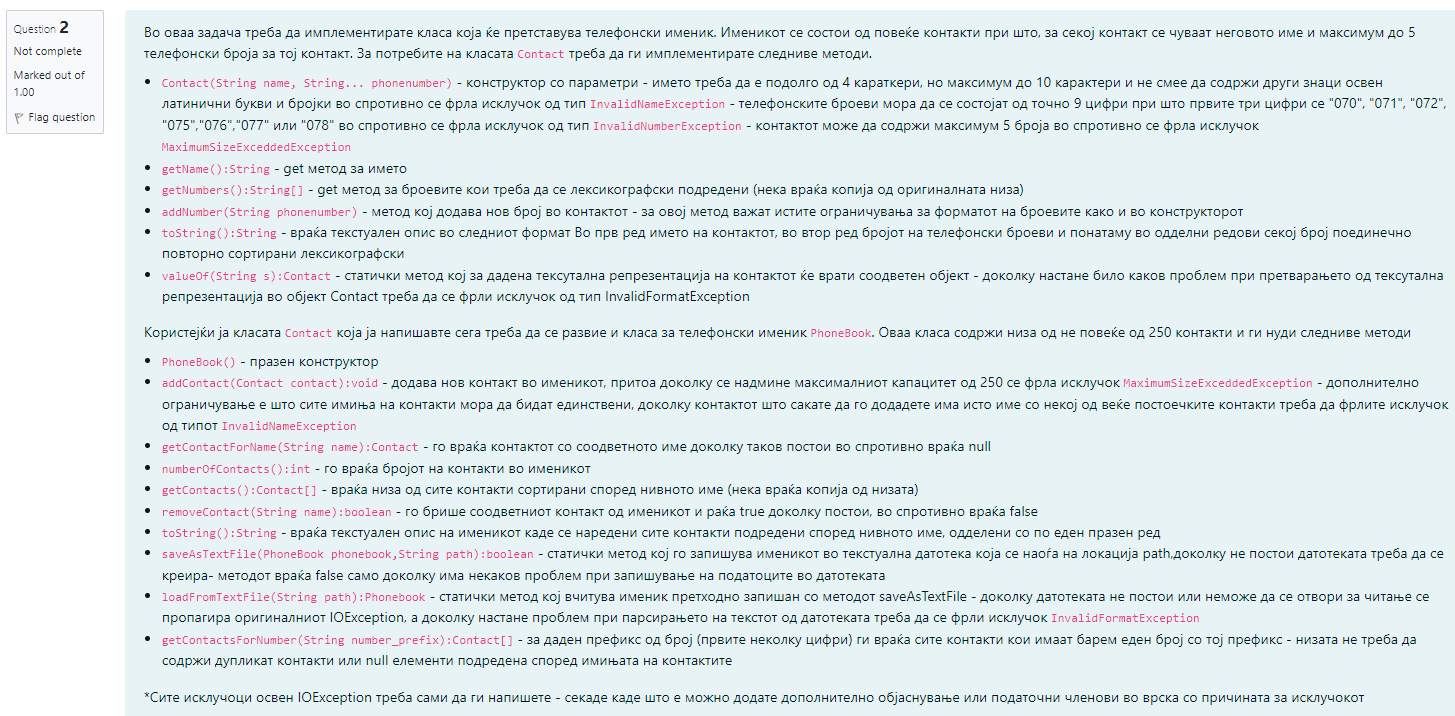 Question 2
Not complete
Marked out of
1.00
Flag question
Во оваа задача треба да имплементирате класа која ќе претставува телефонски именик. Именикот се состои од повеќе контакти при што, за секој контакт се чуваат неговото име и максимум до 5
телефонски броја за тој контакт. За потребите на класата Contact треба да ги имплементирате следниве методи.
Contact(String name, String... phonenumber) - конструктор со параметри - името треба да е подолго од 4 караткери, но максимум до 10 карактери и не смее да содржи други знаци освен
латинични букви и бројки во спротивно се фрла исклучок од тип InvalidNameException - телефонските броеви мора да се состојат од точно 9 цифри при што првите три цифри се "070", "071", "072",
"075","076","077" или "078" во спротивно се фрла исклучок од тип InvalidNumberException - контактот може да содржи максимум 5 броја во спротивно се фрла исклучок
MaximumSizeExceddedException
getName():String - get метод за името
getNumbers():String[] - get метод за броевите кои треба да се лексикографски подредени (нека враќа копија од оригиналната низа)
addNumber(String phonenumber) - метод кој додава нов број во контактот - за овој метод важат истите ограничувања за форматот на броевите како и во конструкторот
toString():String - враќа текстуален опис во следниот формат Во прв ред името на контактот, во втор ред бројот на телефонски броеви и понатаму во одделни редови секој број поединечно
повторно сортирани лексикографски
valueOf(String s):Contact - статички метод кој за дадена тексутална репрезентација на контактот ќе врати соодветен објект - доколку настане било каков проблем при претварањето од тексутална
репрезентација во објект Contact треба да се фрли исклучок од тип InvalidFormatException
Користејќи ја класата Contact која ја напишавте сега треба да се развие и класа за телефонски именик PhoneBook. Оваа класа содржи низа од не повеќе од 250 контакти и ги нуди следниве методи
PhoneBook() - празен конструктор
addContact(Contact contact):void - додава нов контакт во именикот, притоа доколку се надмине максималниот капацитет од 250 се фрла исклучок MaximumSizeExceddedException - дополнително
ограничување е што сите имиња на контакти мора да бидат единствени, доколку контактот што сакате да го додадете има исто име со некој од веќе постоечките контакти треба да фрлите исклучок
од типот InvalidNameException
getContactForName(String name):Contact - го враќа контактот со соодветното име доколку таков постои во спротивно враќа null
numberOfContacts():int - го враќа бројот на контакти во именикот
getContacts():Contact[] - враќа низа од сите контакти сортирани според нивното име (нека враќа копија од низата)
removeContact(String name):boolean - го брише соодветниот контакт од именикот и раќа true доколку постои, во спротивно враќа false
toString():String - враќа текстуален опис на именикот каде се наредени сите контакти подредени според нивното име, одделени со по еден празен ред
saveAsTextFile(PhoneBook phonebook,String path):boolean - статички метод кој го запишува именикот во текстуална датотека која се наоѓа на локација path,доколку не постои датотеката треба да се
креира- методот враќа false само доколку има некаков проблем при запишување на податоците во датотеката
loadFromTextFile(String path):Phonebook - статички метод кој вчитува именик претходно запишан со методот saveAsTextFile - доколку датотеката не постои или неможе да се отвори за читање се
пропагира оригиналниот IOException, а доколку настане проблем при парсирањето на текстот од датотеката треба да се фрли исклучок InvalidFormatException
getContactsForNumber(String number_prefix):Contact[] - за даден префикс од број (првите неколку цифри) ги враќа сите контакти кои имаат барем еден број со тој префикс - низата не треба да
содржи дупликат контакти или null елементи подредена според имињата на контактите
*Сите исклучоци освен IOException треба сами да ги напишете - секаде каде што е можно додате дополнително објаснување или податочни членови во врска со причината за исклучокот